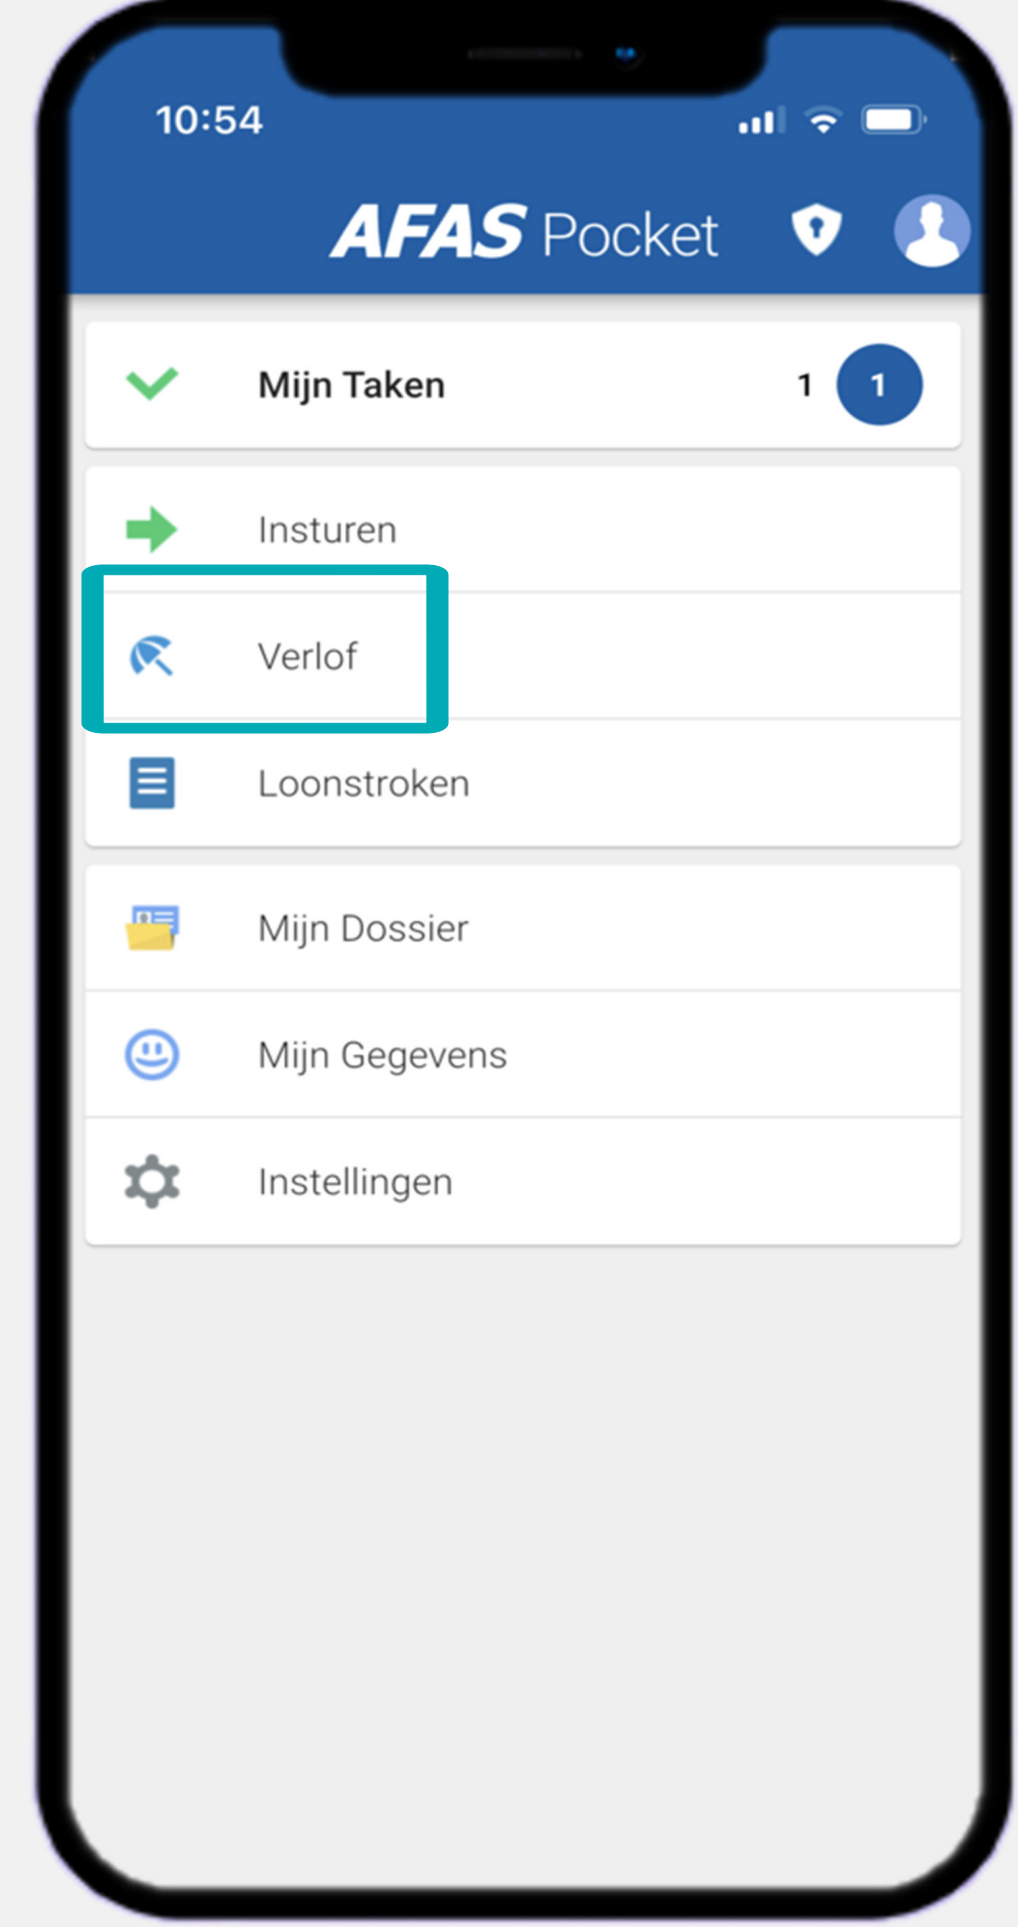 10:54
AFAS Pocket
Mijn Taken 1 1
Insturen
Verlof
Loonstroken
Mijn Dossier
Mijn Gegevens
Instellingen